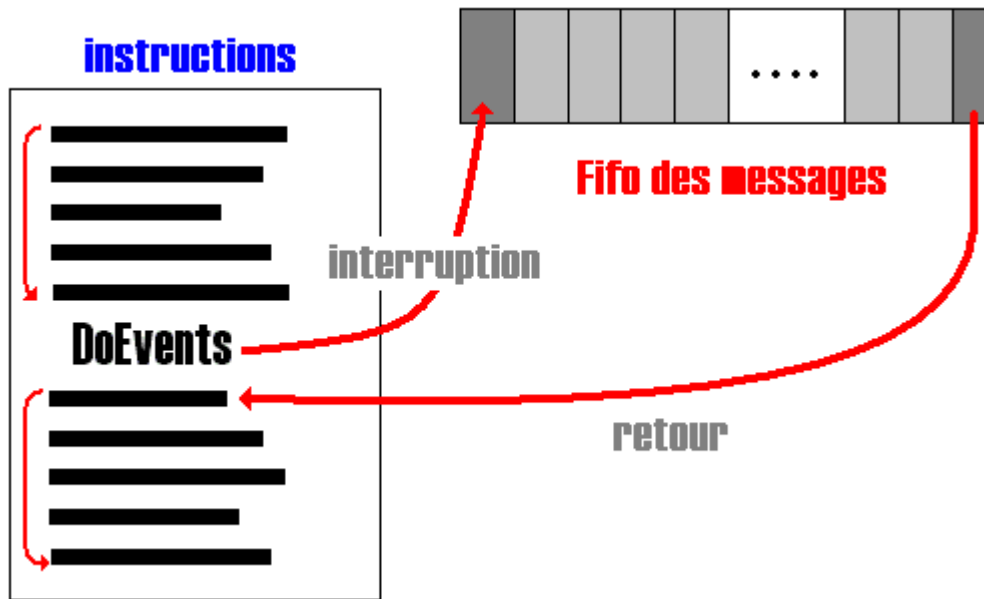 instructions
....
Fifo des messages
interruption
DoEvents
retour